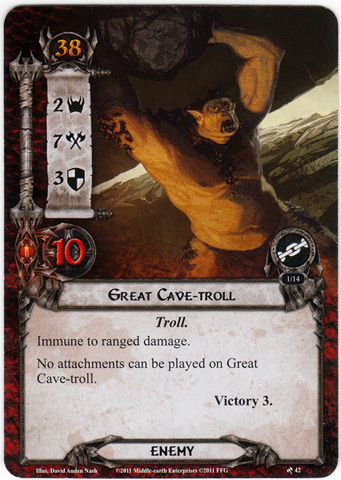 38
2
7
3
10
1/14
Great Cave-troll
Troll.
Immune to ranged damage.
No attachments can be played on Great
Cave-troll.
Victory 3.
ENEMY
Illus. David Auden Nash
©2011 Middle-earth Enterprises ©2011 FFG
42